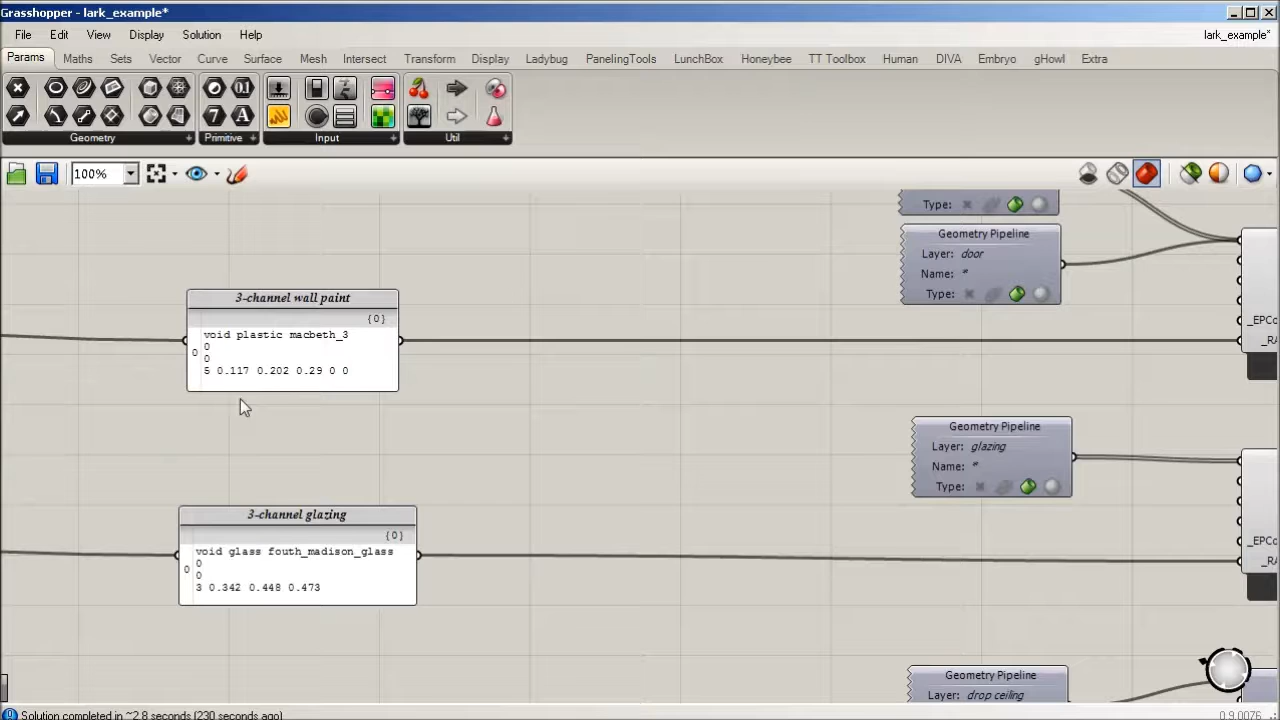 Grasshopper - lark_example*
File Edit View Display Solution Help
lark_example*
Params Maths Sets Vector Curve Surface Mesh Intersect Transform Display Ladybug PanelingTools LunchBox Honeybee TT Toolbox Human DIVA Embryo gHowl Extra
Geometry Primitive Input Util
100%
Type:
Geometry Pipeline
Layer: door
Name: *
Type:
3-channel wall paint
{0}
void plastic macbeth_3
0
0
0
5 0.117 0.202 0.29 0 0
_EPCo
_RA
Geometry Pipeline
Layer: glazing
Name: *
Type:
3-channel glazing
{0}
void glass fouth_madison_glass
0
0
0
3 0.342 0.448 0.473
_EPCo
_RA
Geometry Pipeline
Layer: drop ceiling
Solution completed in ~2.8 seconds (230 seconds ago)
0.9.0076